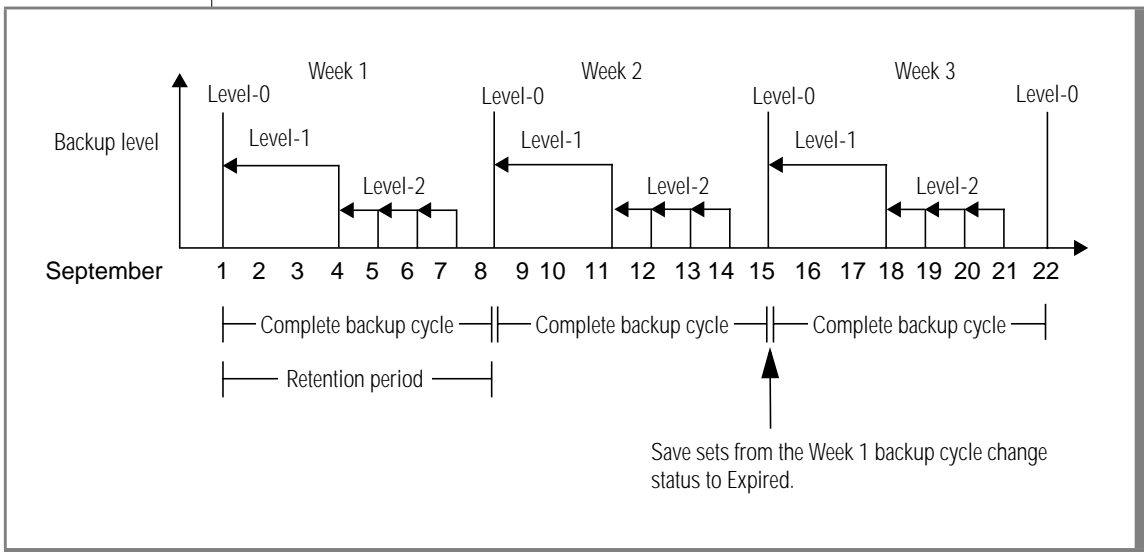 Week 1 Week 2 Week 3
Level-0 Level-0 Level-0 Level-0
Backup level
Level-1 Level-1 Level-1
Level-2 Level-2 Level-2
September 1 2 3 4 5 6 7 8 9 10 11 12 13 14 15 16 17 18 19 20 21 22
Complete backup cycle Complete backup cycle Complete backup cycle
Retention period
Save sets from the Week 1 backup cycle change
status to Expired.